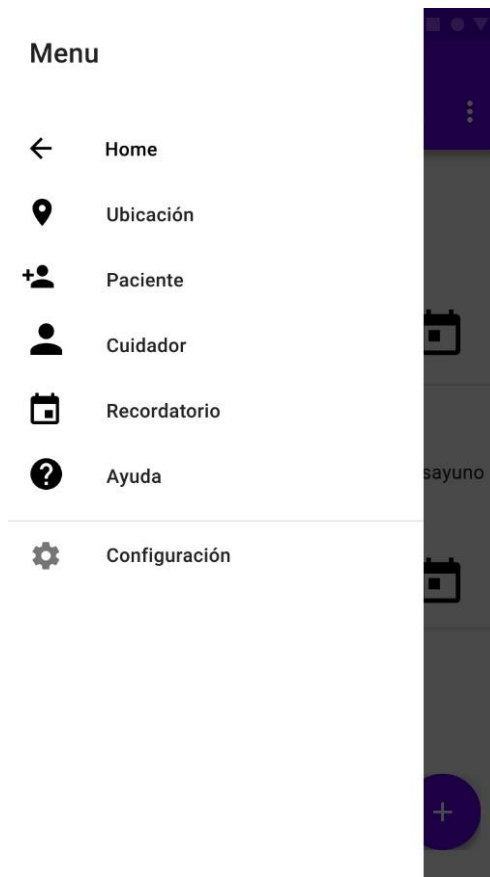 Menu
Home
Ubicación
Paciente
Cuidador
Recordatorio
Ayuda
sayuno
Configuración